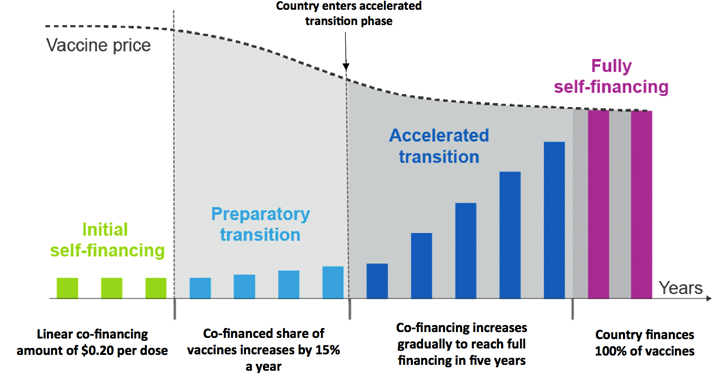 Country enters accelerated
transition phase
Vaccine price
Fully
self-financing
Accelerated
transition
Preparatory
transition
Initial
self-financing
Years
Linear co-financing
amount of $0.20 per dose
Co-financed share of
vaccines increases by 15%
a year
Co-financing increases
gradually to reach full
financing in five years
Country finances
100% of vaccines